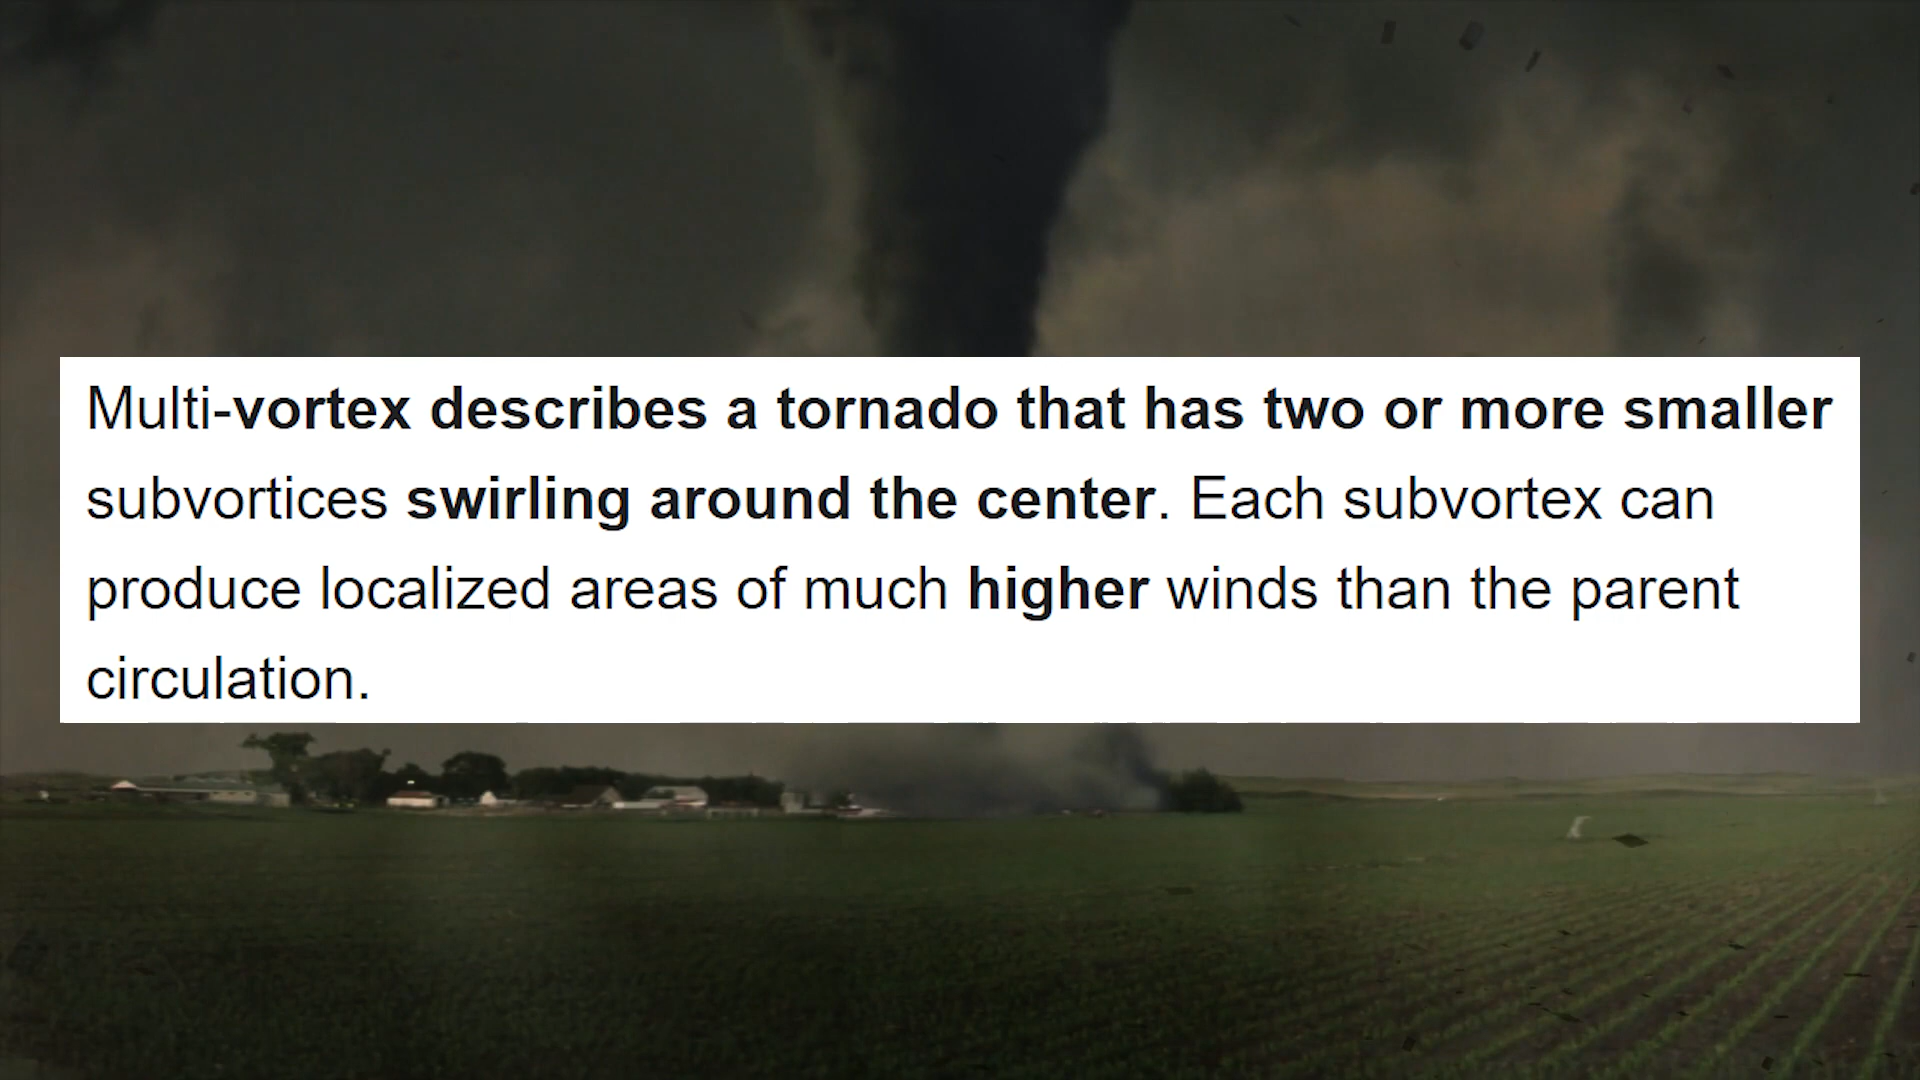 Multi-vortex describes a tornado that has two or more smaller
subvortices swirling around the center. Each subvortex can
produce localized areas of much higher winds than the parent
circulation.